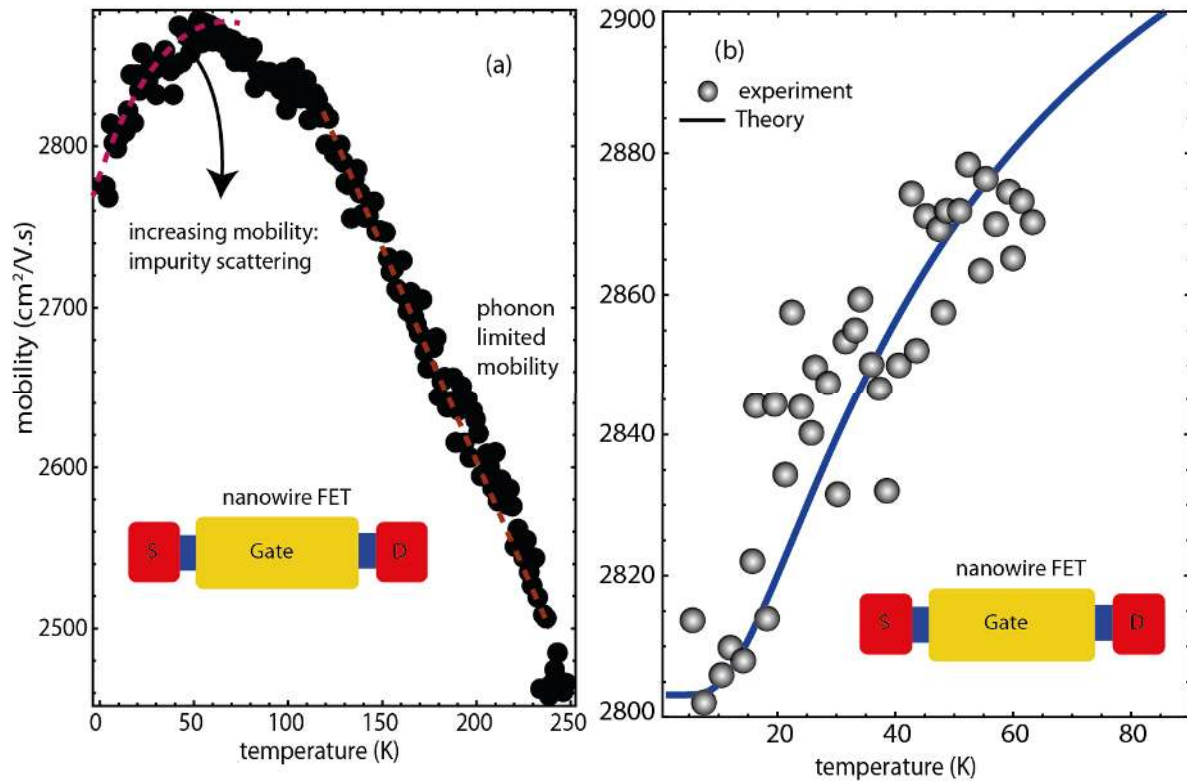 (a)
2800
2700
2600
2500
mobility (cm²/V.s)
increasing mobility:
impurity scattering
phonon
limited
mobility
nanowire FET
S
Gate
D
0
50
100
150
200
250
temperature (K)
(b)
experiment
Theory
2900
2880
2860
2840
2820
2800
nanowire FET
S
Gate
D
20
40
60
80
temperature (K)